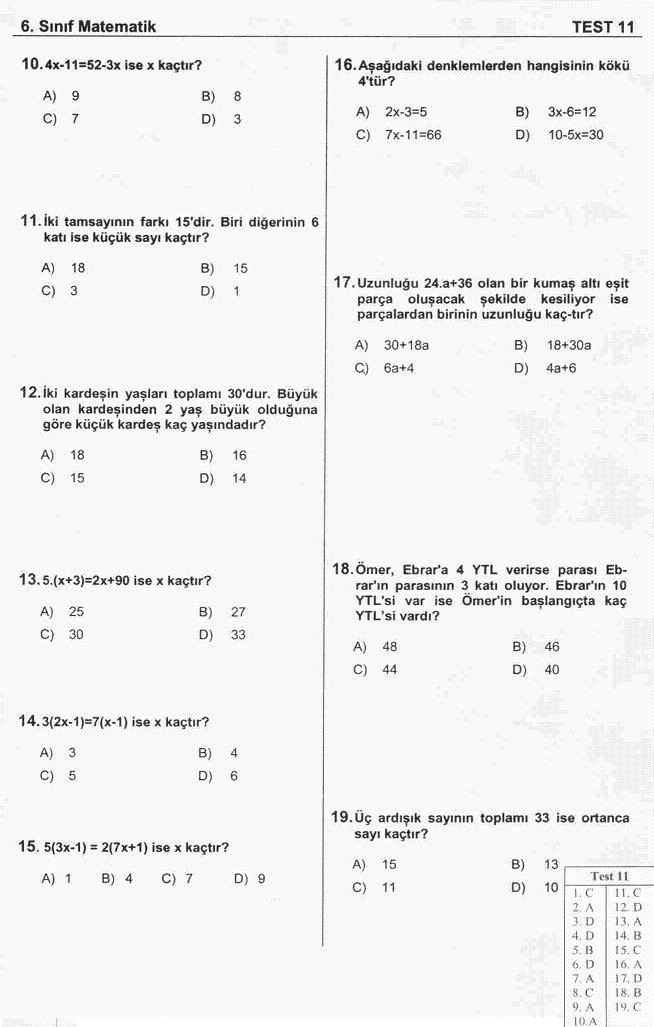 6. Sınıf Matematik
TEST 11
10. 4x-11=52-3x ise x kaçtır?
A) 9
B) 8
C) 7
D) 3
11. İki tamsayının farkı 15'dir. Biri diğerinin 6
katı ise küçük sayı kaçtır?
A) 18
B) 15
C) 3
D) 1
12. İki kardeşin yaşları toplamı 30'dur. Büyük
olan kardeşinden 2 yaş büyük olduğuna
göre küçük kardeş kaç yaşındadır?
A) 18
B) 16
C) 15
D) 14
13. 5.(x+3)=2x+90 ise x kaçtır?
A) 25
B) 27
C) 30
D) 33
14. 3(2x-1)=7(x-1) ise x kaçtır?
A) 3
B) 4
C) 5
D) 6
15. 5(3x-1) = 2(7x+1) ise x kaçtır?
A) 1 B) 4 C) 7 D) 9
16. Aşağıdaki denklemlerden hangisinin kökü
4'tür?
A) 2x-3=5
B) 3x-6=12
C) 7x-11=66
D) 10-5x=30
17. Uzunluğu 24.a+36 olan bir kumaş altı eşit
parça oluşacak şekilde kesiliyor ise
parçalardan birinin uzunluğu kaç-tır?
A) 30+18a
B) 18+30a
C) 6a+4
D) 4a+6
18. Ömer, Ebrar'a 4 YTL verirse parası Eb-
rar'ın parasının 3 katı oluyor. Ebrar'ın 10
YTL'si var ise Ömer'in başlangıçta kaç
YTL'si vardı?
A) 48
B) 46
C) 44
D) 40
19. Üç ardışık sayının toplamı 33 ise ortanca
sayı kaçtır?
A) 15
B) 13
C) 11
D) 10
Test 11
1. C
2. A
3. D
4. D
5. B
6. D
7. A
8. C
9. A
10. A
11. C
12. D
13. A
14. B
15. C
16. A
17. D
18. B
19. C